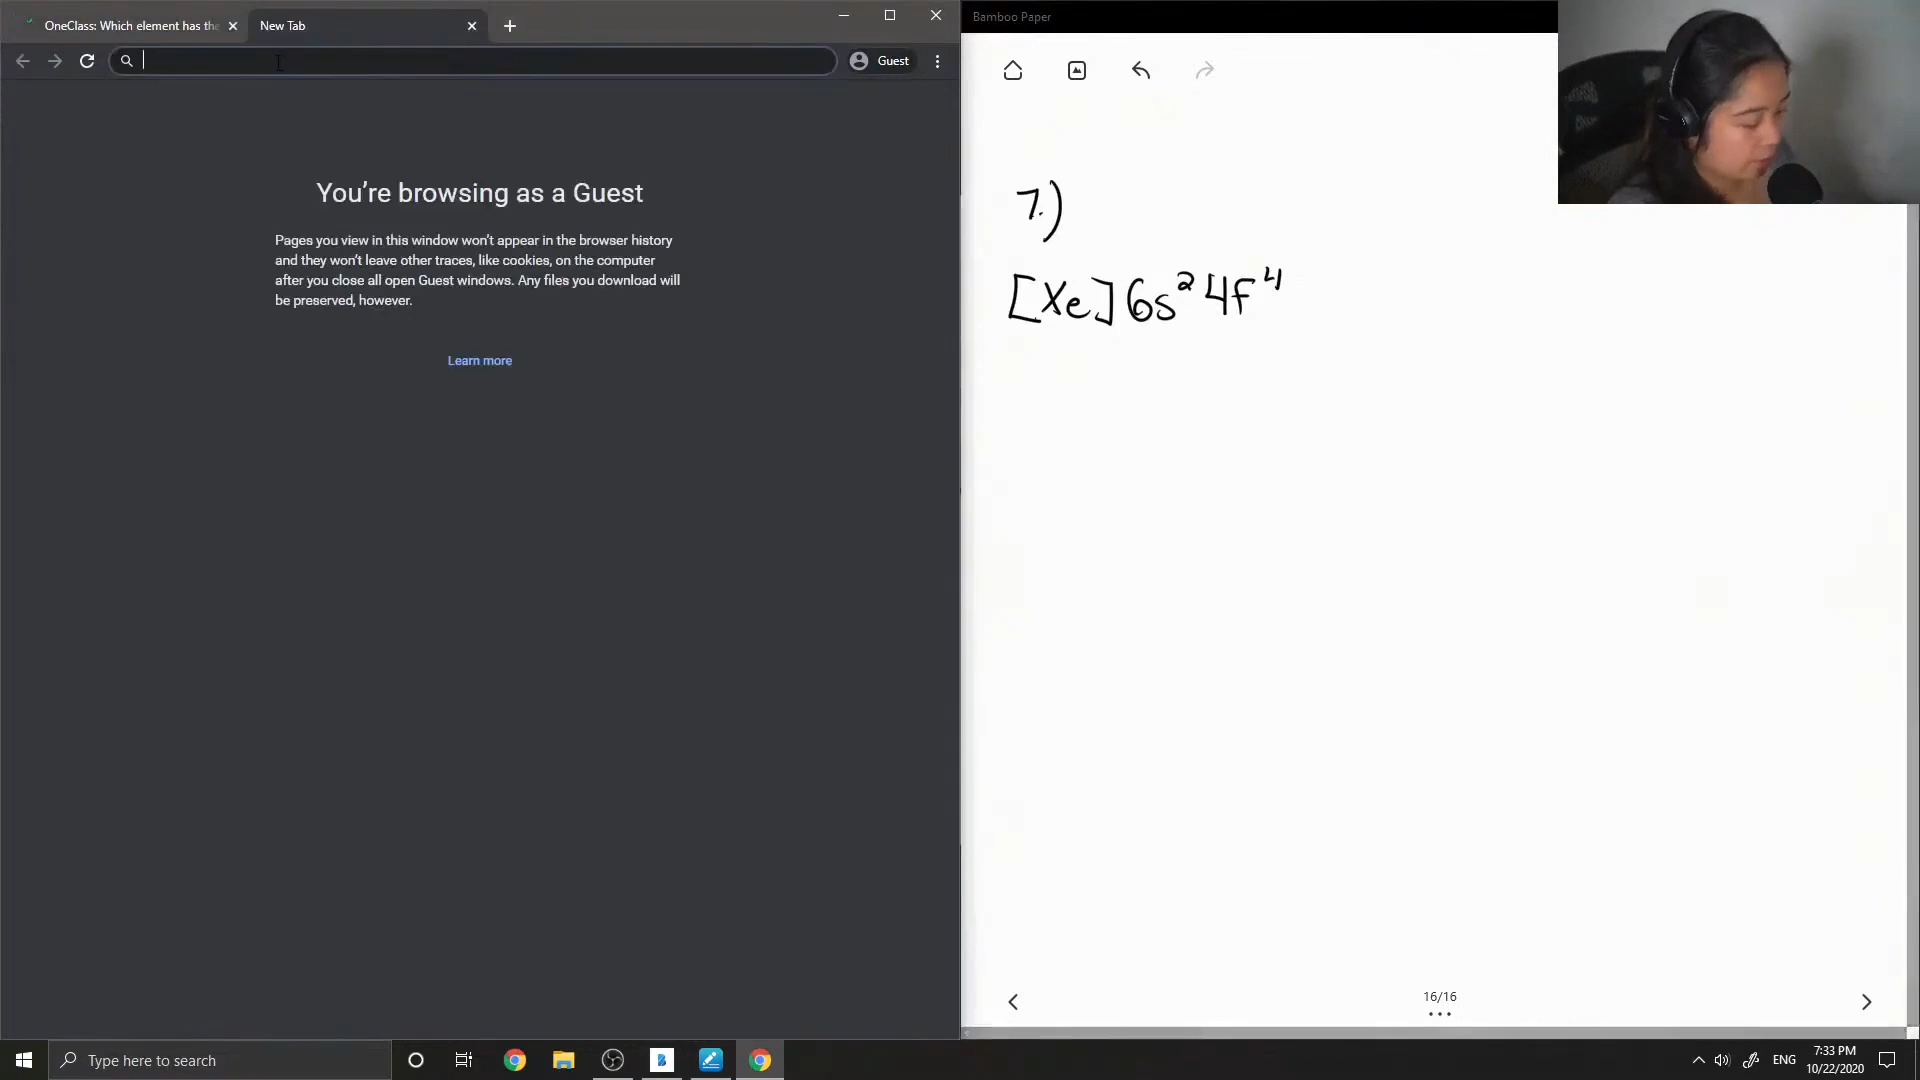 OneClass: Which element has the
New Tab
Guest
You're browsing as a Guest
Pages you view in this window won't appear in the browser history
and they won't leave other traces, like cookies, on the computer
after you close all open Guest windows. Any files you download will
be preserved, however.
Learn more
Bamboo Paper
7.)
[Xe]6s²4f⁴
16/16
Type here to search
ENG
7:33 PM
10/22/2020